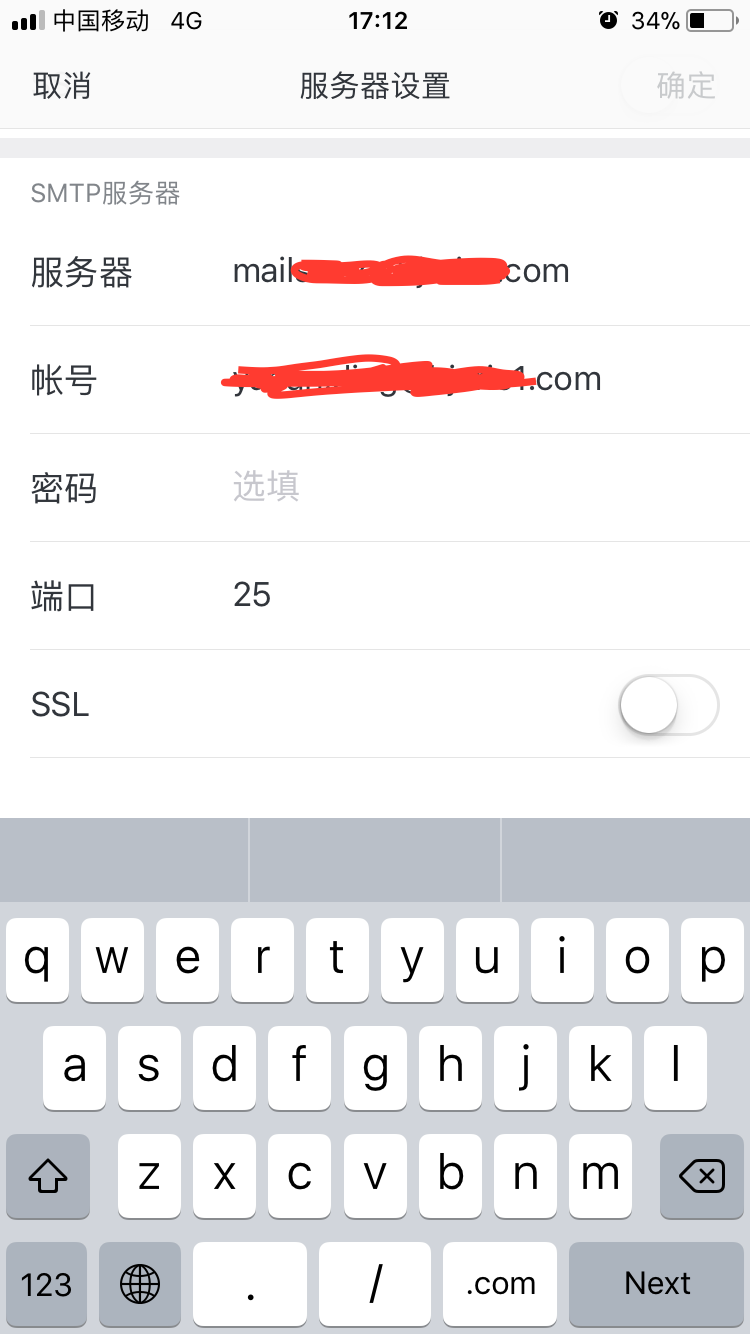 中国移动 4G 17:12 34%
取消 服务器设置 确定
SMTP服务器
服务器 mail .com
帐号 1.com
密码 选填
端口 25
SSL
q w e r t y u i o p
a s d f g h j k l
z x c v b n m
123 . / .com Next